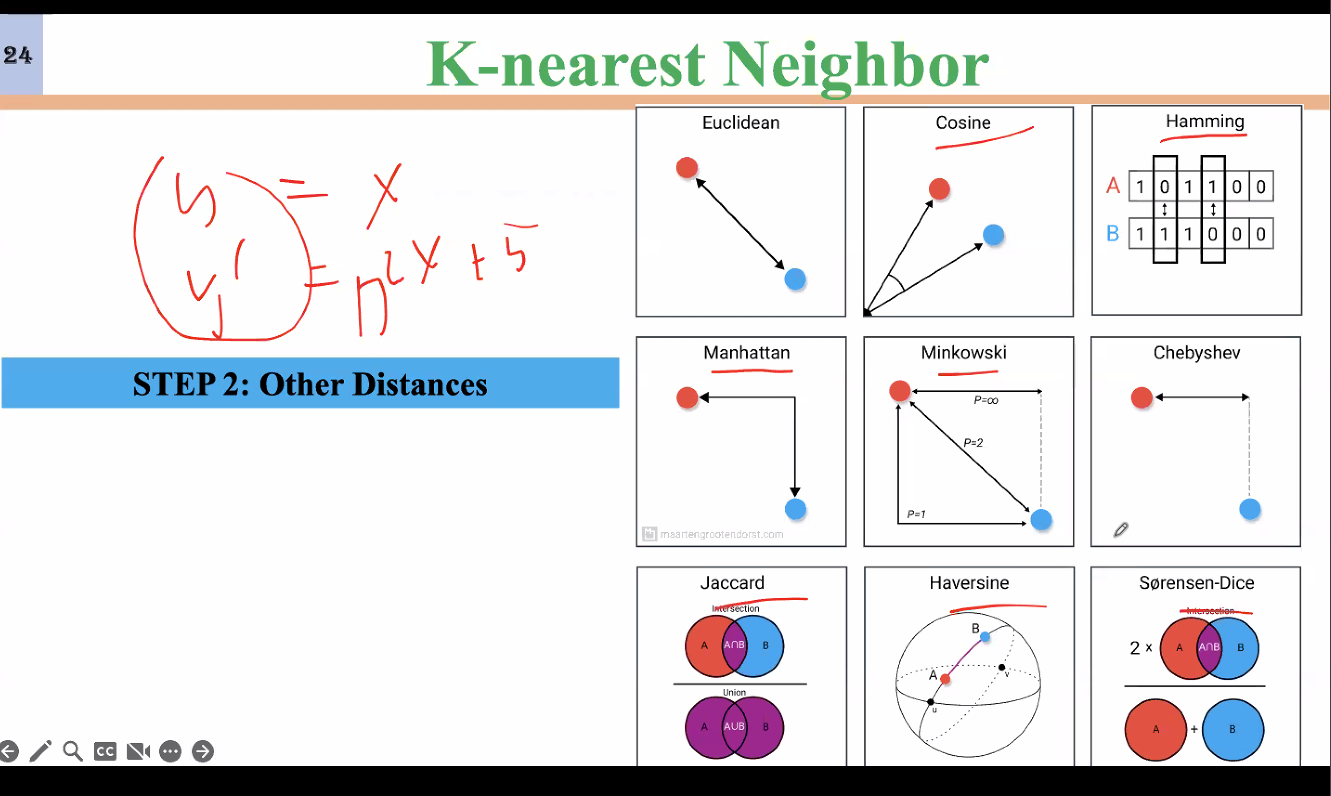 24
K-nearest Neighbor
y = x
y' = n²x + 5
STEP 2: Other Distances
Euclidean
Cosine
Hamming
A 1 0 1 1 0 0
B 1 1 1 0 0 0
Manhattan
maartengrootendorst.com
Minkowski
P=∞
P=2
P=1
Chebyshev
Jaccard
Intersection
A A∩B B
Union
A A∪B B
Haversine
B
A
v
u
Sørensen-Dice
Intersection
2 × A A∩B B
A + B
CC